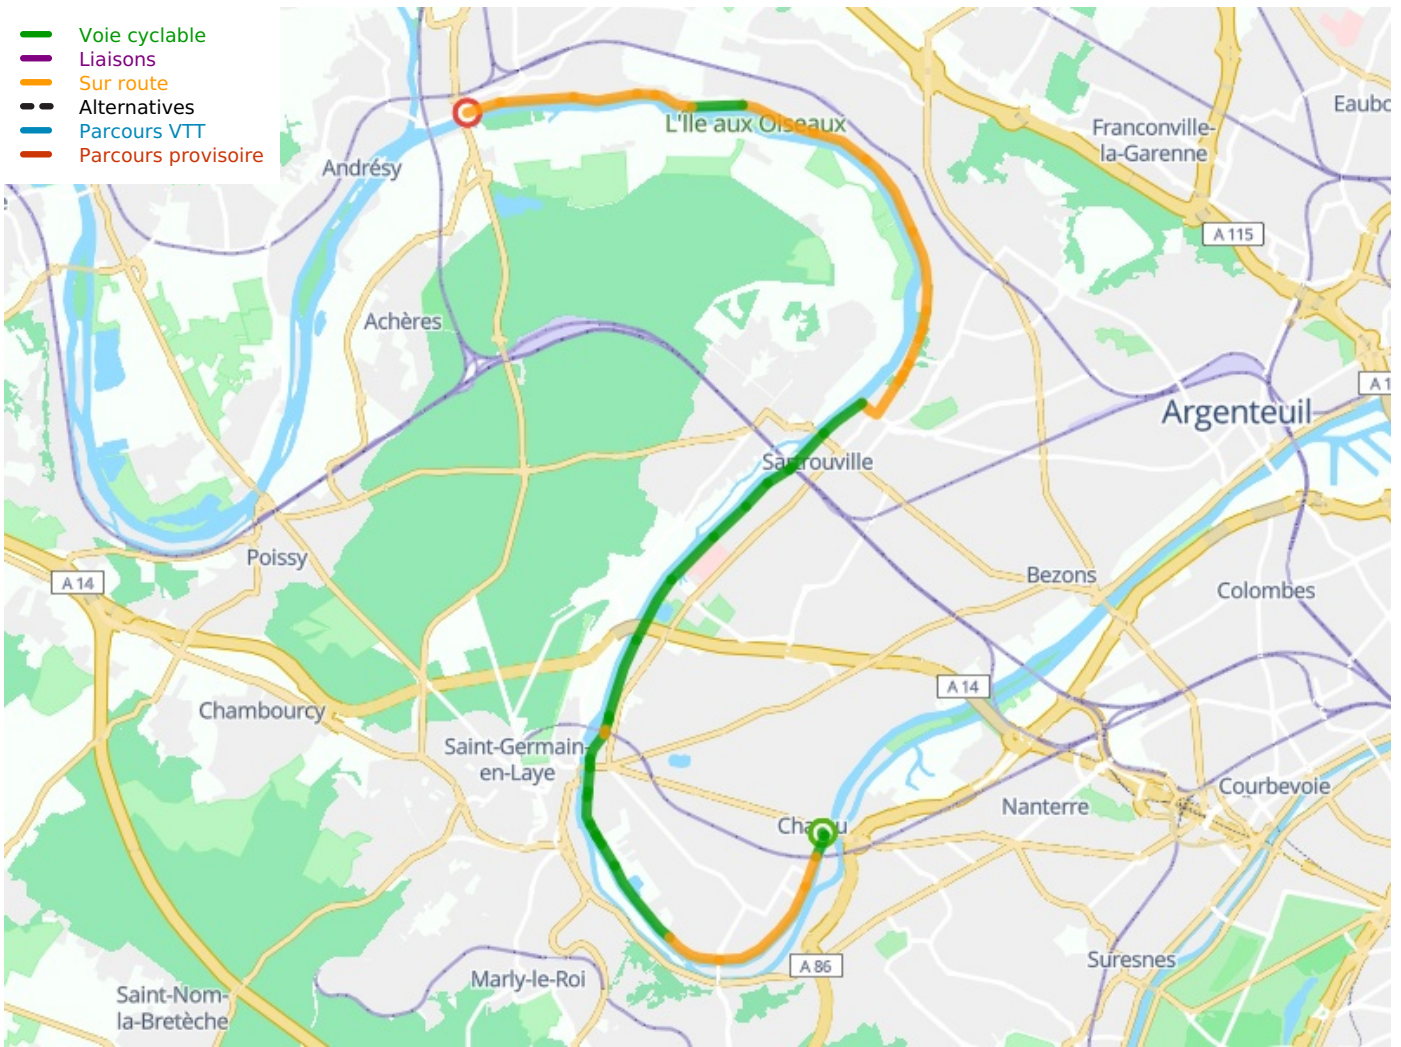 Voie cyclable
Liaisons
Sur route
Alternatives
Parcours VTT
Parcours provisoire
Eaubo
L'Ile aux Oiseaux
Franconville-
la-Garenne
Andrésy
A 115
Achères
A 1
Argenteuil
Sartrouville
Poissy
A 14
Bezons
Colombes
A 14
Chambourcy
Saint-Germain-
en-Laye
Courbevoie
Nanterre
Chatou
A 86
Suresnes
Marly-le-Roi
Saint-Nom-
la-Bretèche